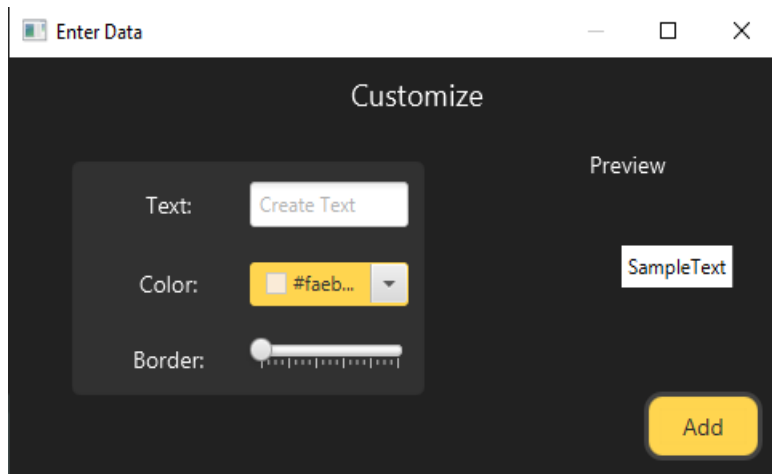 Enter Data
Customize
Preview
Text:
Create Text
Color:
#faeb...
SampleText
Border:
Add